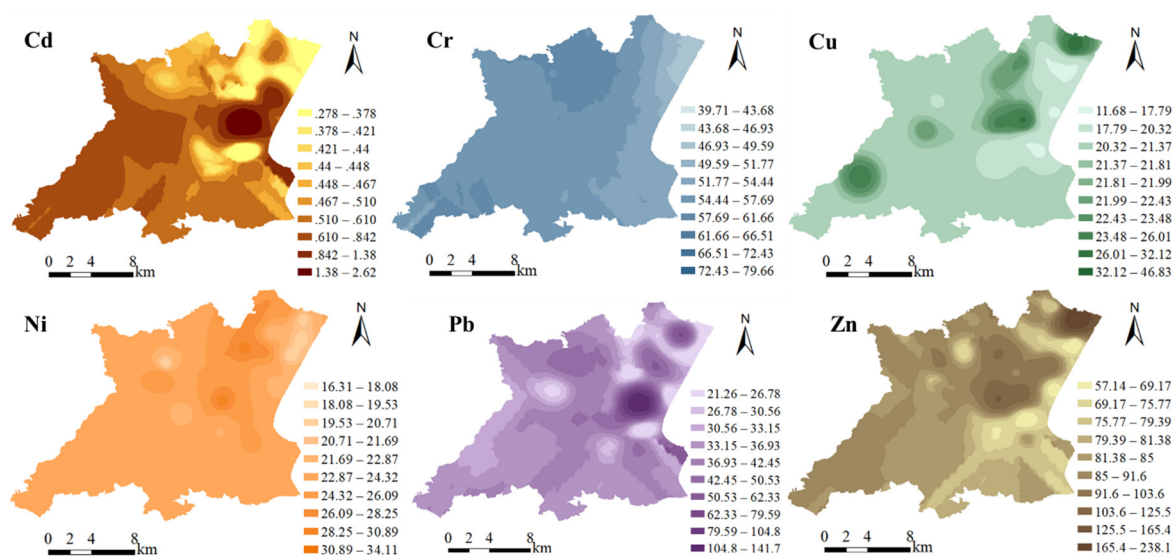 Cd
N
.278 – .378
.378 – .421
.421 – .44
.44 – .448
.448 – .467
.467 – .510
.510 – .610
.610 – .842
.842 – 1.38
1.38 – 2.62
0 2 4 8
km
Cr
N
39.71 – 43.68
43.68 – 46.93
46.93 – 49.59
49.59 – 51.77
51.77 – 54.44
54.44 – 57.69
57.69 – 61.66
61.66 – 66.51
66.51 – 72.43
72.43 – 79.66
0 2 4 8
km
Cu
N
11.68 – 17.79
17.79 – 20.32
20.32 – 21.37
21.37 – 21.81
21.81 – 21.99
21.99 – 22.43
22.43 – 23.48
23.48 – 26.01
26.01 – 32.12
32.12 – 46.83
0 2 4 8
km
Ni
N
16.31 – 18.08
18.08 – 19.53
19.53 – 20.71
20.71 – 21.69
21.69 – 22.87
22.87 – 24.32
24.32 – 26.09
26.09 – 28.25
28.25 – 30.89
30.89 – 34.11
0 2 4 8
km
Pb
N
21.26 – 26.78
26.78 – 30.56
30.56 – 33.15
33.15 – 36.93
36.93 – 42.45
42.45 – 50.53
50.53 – 62.33
62.33 – 79.59
79.59 – 104.8
104.8 – 141.7
0 2 4 8
km
Zn
N
57.14 – 69.17
69.17 – 75.77
75.77 – 79.39
79.39 – 81.38
81.38 – 85
85 – 91.6
91.6 – 103.6
103.6 – 125.5
125.5 – 165.4
165.4 – 238.1
0 2 4 8
km